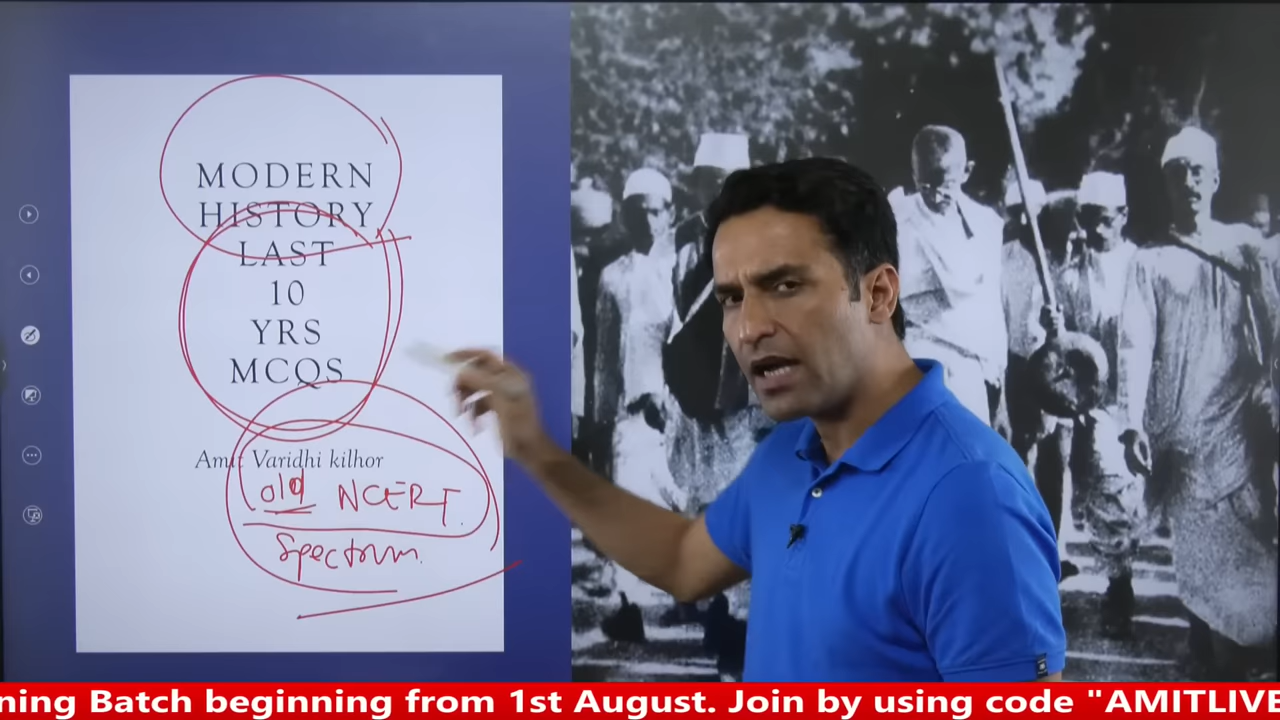 MODERN
HISTORY
LAST
10
YRS
MCQS
Amit Varidhi kilhor
old NCERT.
Spectrum.
ning Batch beginning from 1st August. Join by using code "AMITLIVE